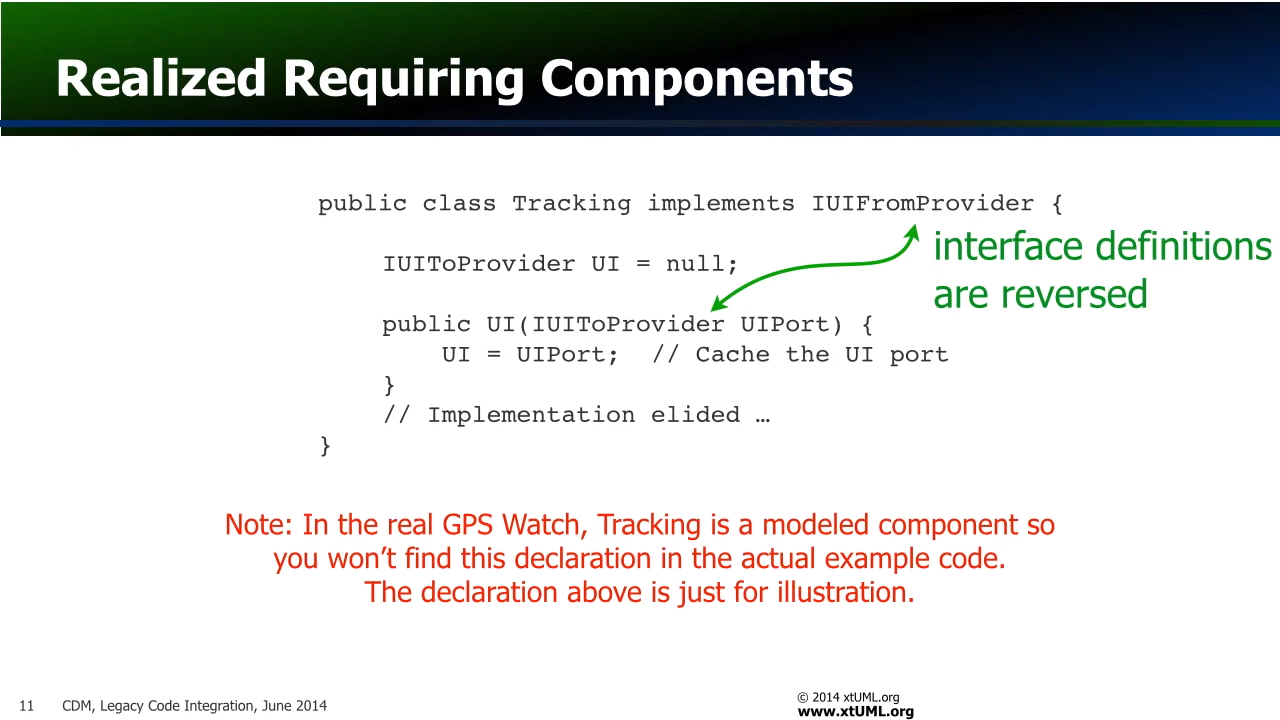 Realized Requiring Components
public class Tracking implements IUIFromProvider {
interface definitions
are reversed
IUIToProvider UI = null;
public UI(IUIToProvider UIPort) {
UI = UIPort;  // Cache the UI port
}
// Implementation elided …
}
Note: In the real GPS Watch, Tracking is a modeled component so
you won’t find this declaration in the actual example code.
The declaration above is just for illustration.
11 CDM, Legacy Code Integration, June 2014
© 2014 xtUML.org
www.xtUML.org